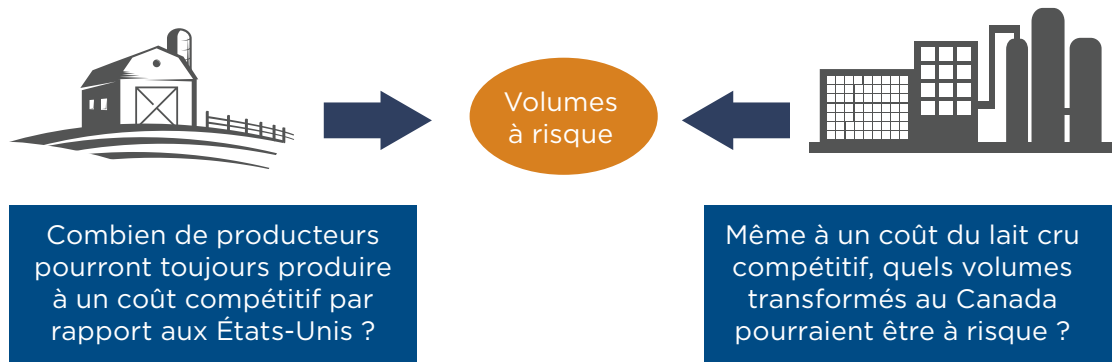 Volumes
à risque
Combien de producteurs
pourront toujours produire
à un coût compétitif par
rapport aux États-Unis ?
Même à un coût du lait cru
compétitif, quels volumes
transformés au Canada
pourraient être à risque ?